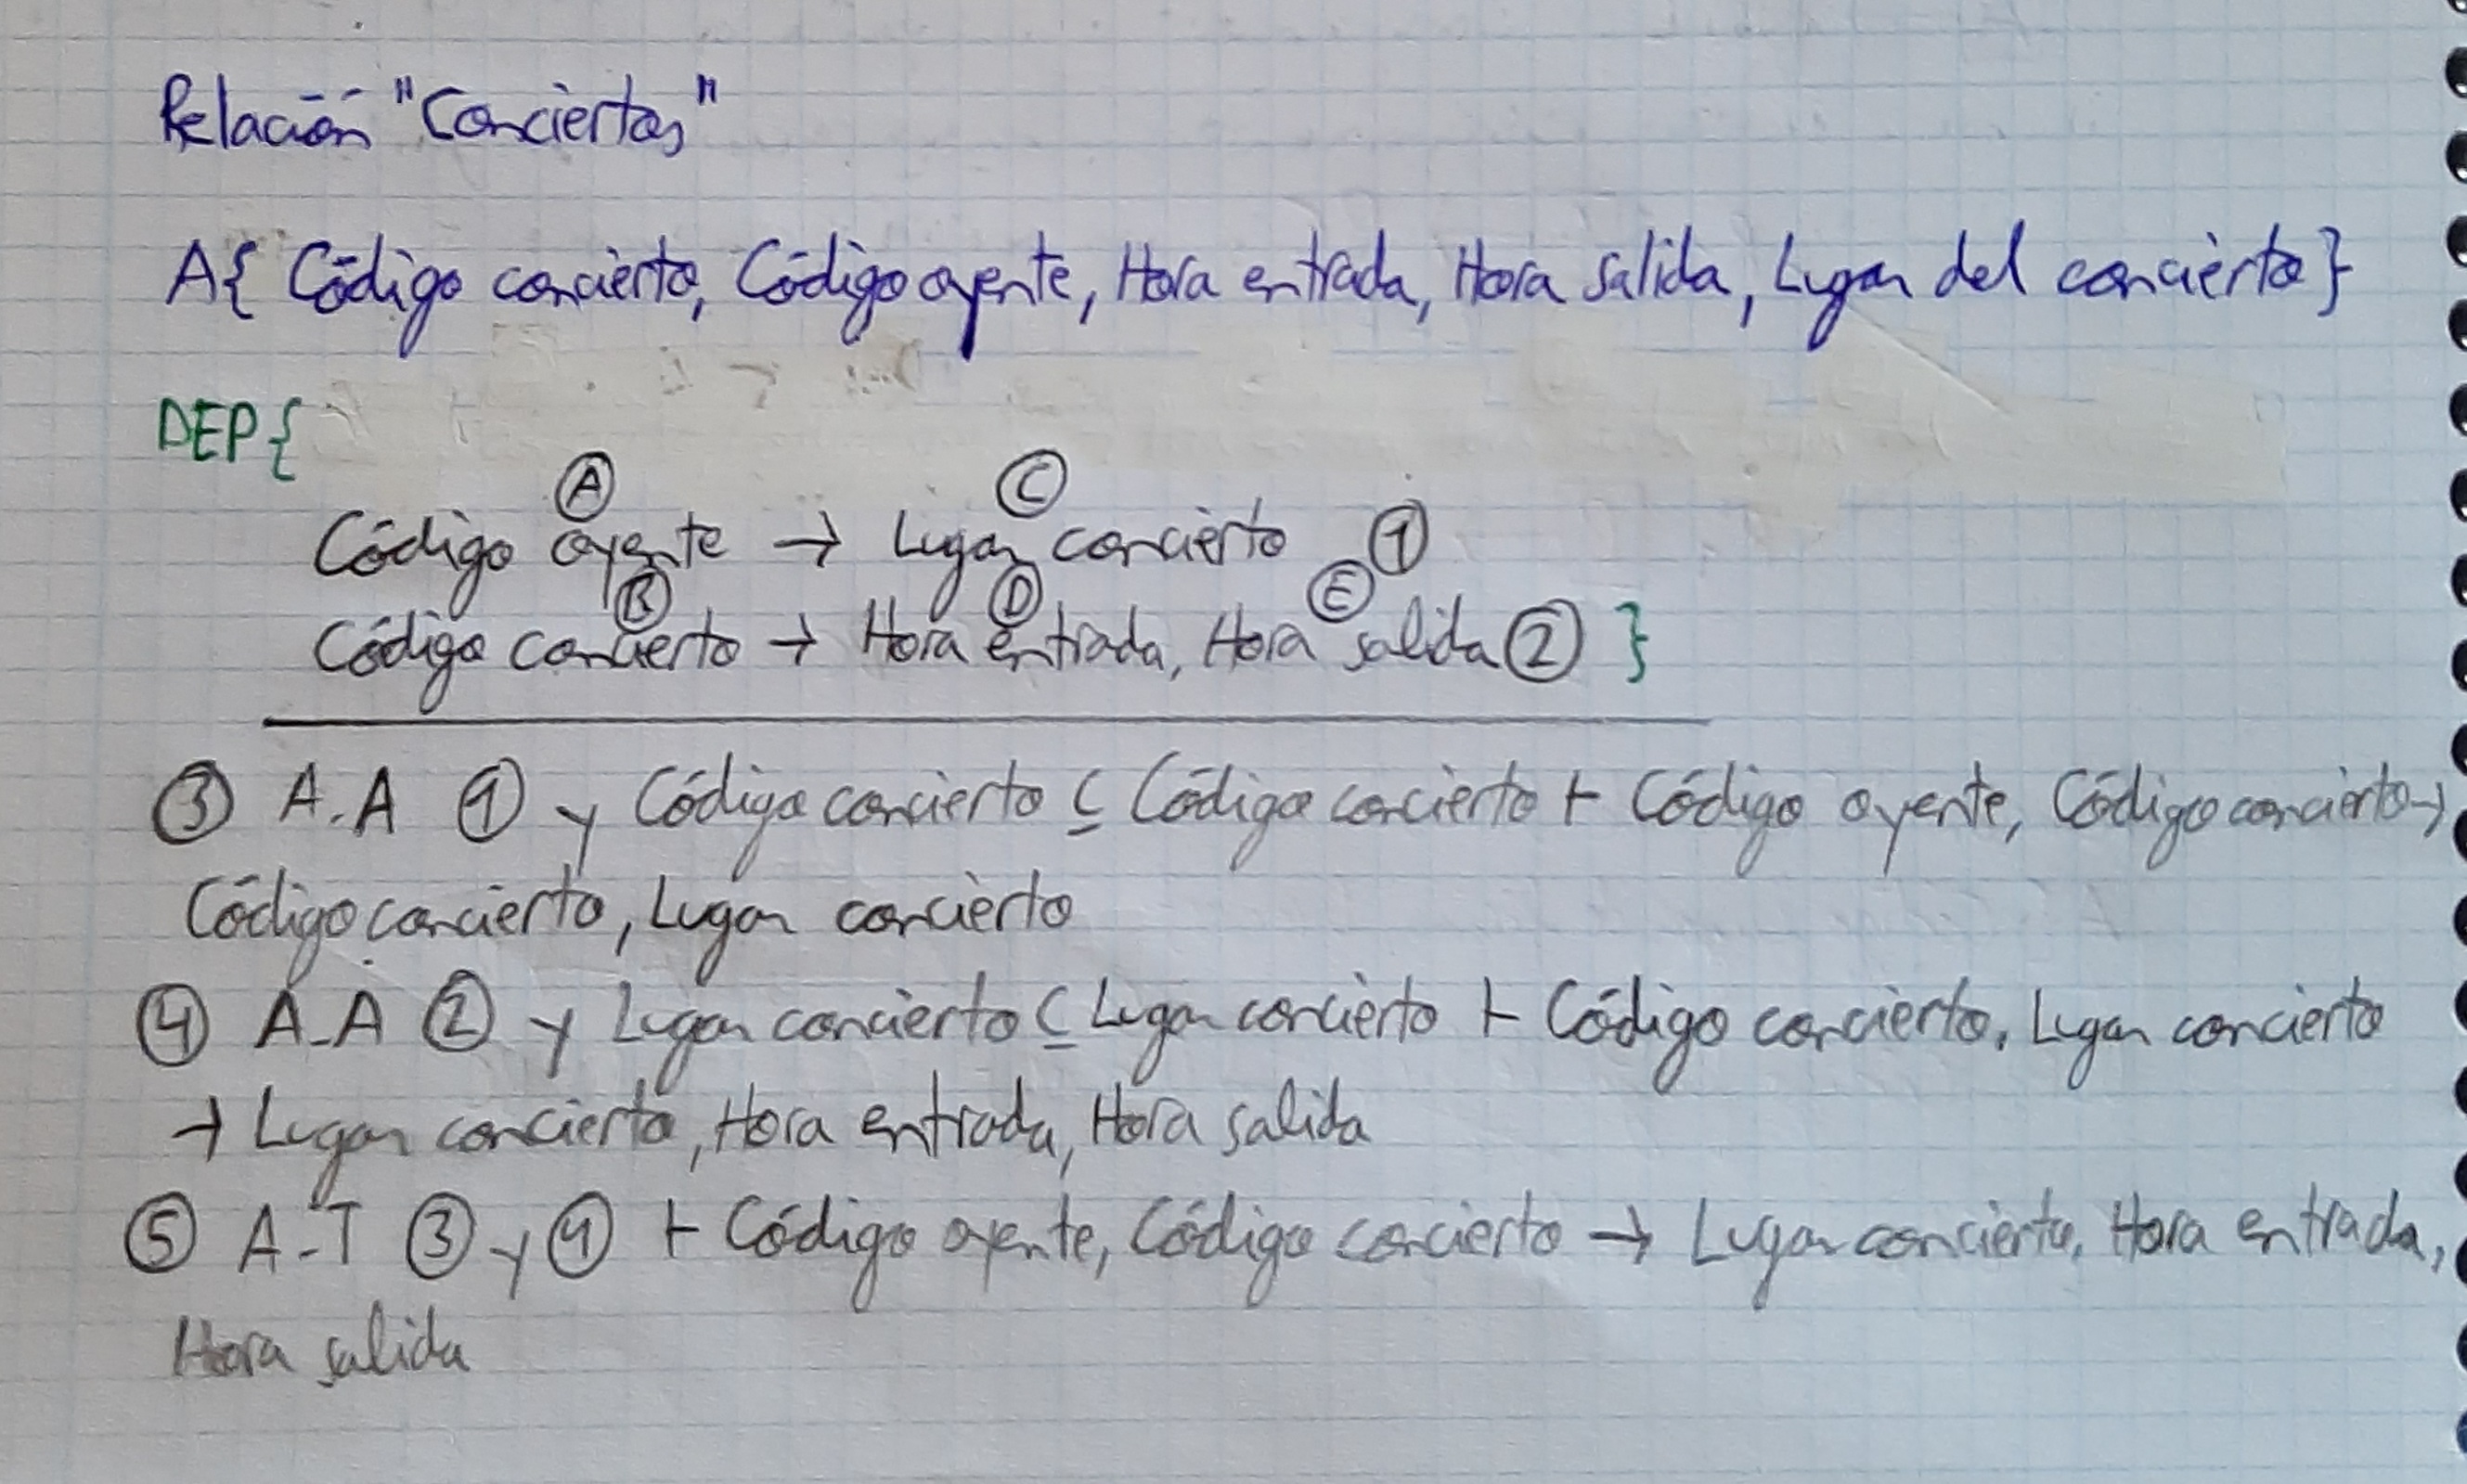 Relación "Conciertos"
A{ Código concierto, Código oyente, Hora entrada, Hora salida, Lugar del concierto}
DEP{
Ⓐ Ⓒ
Código oyente → Lugar concierto ①
Ⓑ Ⓓ Ⓔ
Código concierto → Hora entrada, Hora salida ② }
③ A.A ① y Código concierto ⊆ Código concierto ⊢ Código oyente, Código concierto →
Código concierto, Lugar concierto
④ A.A ② y Lugar concierto ⊆ Lugar concierto ⊢ Código concierto, Lugar concierto
→ Lugar concierto, Hora entrada, Hora salida
⑤ A.T ③ y ④ ⊢ Código oyente, Código concierto → Lugar concierto, Hora entrada,
Hora salida